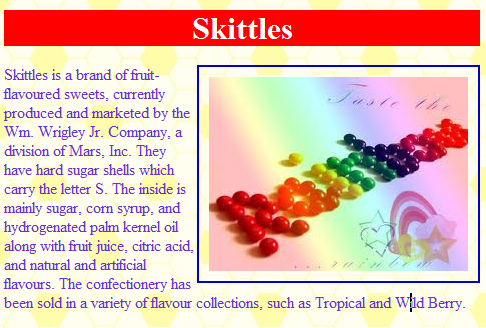 Skittles
Skittles is a brand of fruit-
flavoured sweets, currently
produced and marketed by the
Wm. Wrigley Jr. Company, a
division of Mars, Inc. They
have hard sugar shells which
carry the letter S. The inside is
mainly sugar, corn syrup, and
hydrogenated palm kernel oil
along with fruit juice, citric acid,
and natural and artificial
flavours. The confectionery has
been sold in a variety of flavour collections, such as Tropical and Wild Berry.
Taste the
...rainbow